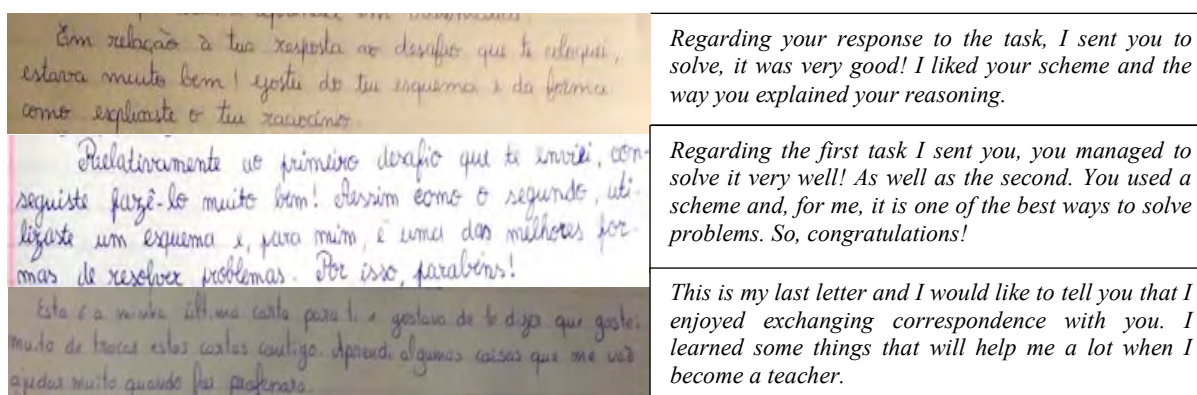 Em relação à tua resposta ao desafio que te coloquei,
estava muito bem! gostei do teu esquema e da forma
como explicaste o teu raciocínio.
Regarding your response to the task, I sent you to
solve, it was very good! I liked your scheme and the
way you explained your reasoning.
Relativamente ao primeiro desafio que te enviei, con-
seguiste fazê-lo muito bem! Assim como o segundo, uti-
lizaste um esquema e, para mim, é uma das melhores for-
mas de resolver problemas. Por isso, parabéns!
Regarding the first task I sent you, you managed to
solve it very well! As well as the second. You used a
scheme and, for me, it is one of the best ways to solve
problems. So, congratulations!
Esta é a minha última carta para ti e gostava de te dizer que gostei
muito de trocar estas cartas contigo. Aprendi algumas coisas que me vão
ajudar muito quando for professora.
This is my last letter and I would like to tell you that I
enjoyed exchanging correspondence with you. I
learned some things that will help me a lot when I
become a teacher.